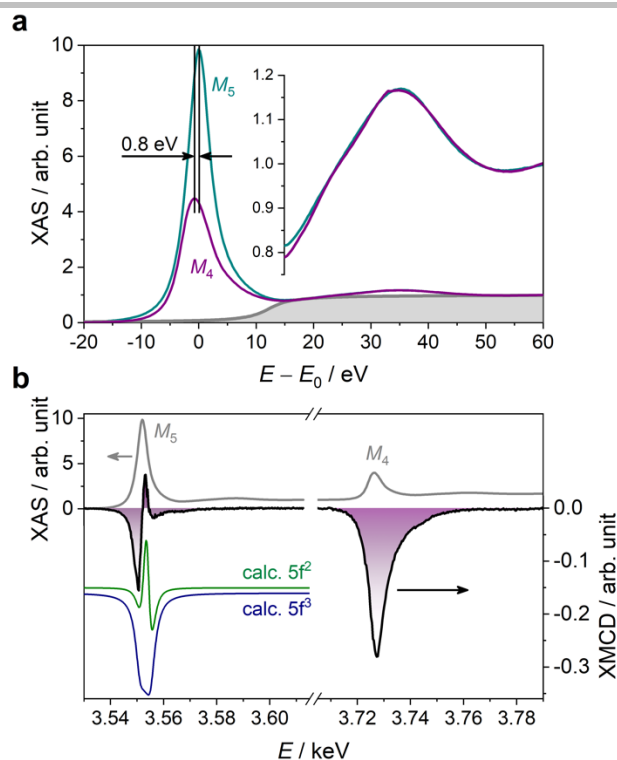 a
XAS / arb. unit
10
8
6
4
2
0
M5
0.8 eV
M4
1.2
1.1
1.0
0.9
0.8
-20 -10 0 10 20 30 40 50 60
E − E0 / eV
b
XAS / arb. unit
10
5
0
M5
M4
calc. 5f²
calc. 5f³
0.0
-0.1
-0.2
-0.3
XMCD / arb. unit
3.54 3.56 3.58 3.60 3.72 3.74 3.76 3.78
E / keV